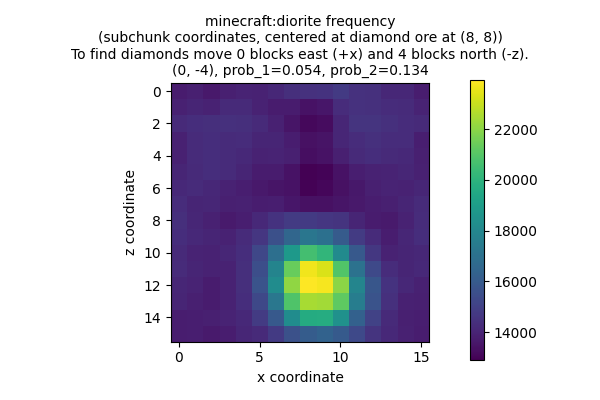 minecraft:diorite frequency
(subchunk coordinates, centered at diamond ore at (8, 8))
To find diamonds move 0 blocks east (+x) and 4 blocks north (-z).
(0, -4), prob_1=0.054, prob_2=0.134
0
2
4
6
8
10
12
14
z coordinate
0
5
10
15
x coordinate
22000
20000
18000
16000
14000